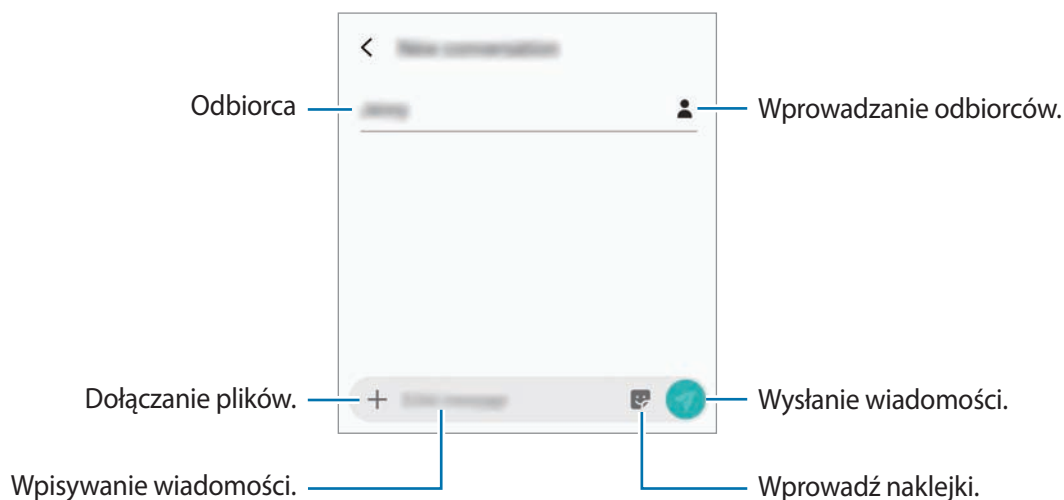 Odbiorca
Wprowadzanie odbiorców.
Dołączanie plików.
Wysłanie wiadomości.
Wpisywanie wiadomości.
Wprowadź naklejki.